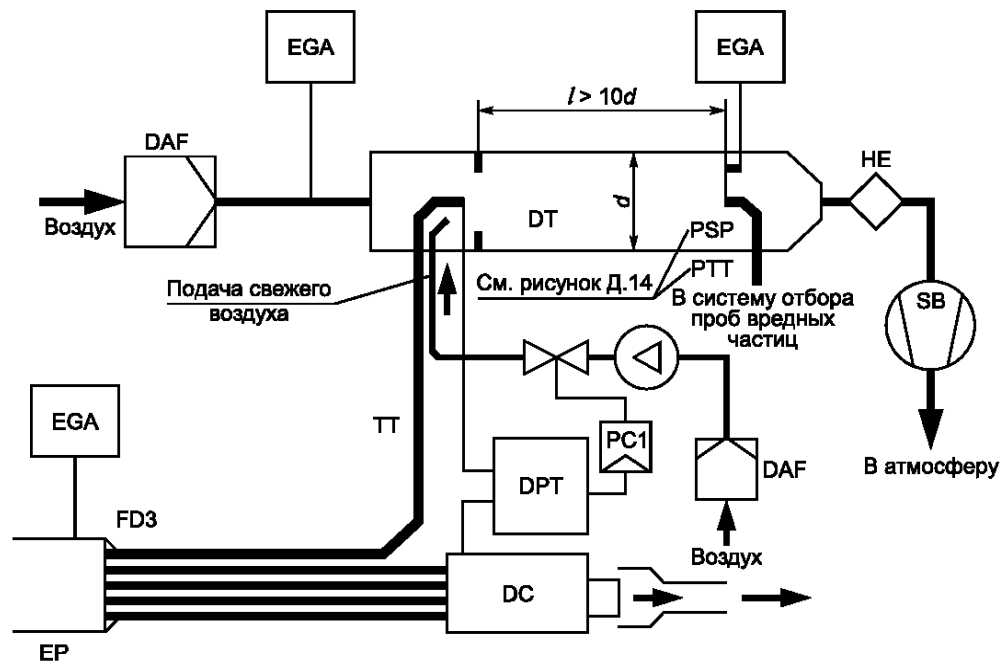 EGA
EGA
l > 10d
DAF
HE
Воздух
DT
d
PSP
PTT
См. рисунок Д.14
Подача свежего
воздуха
В систему отбора
проб вредных
частиц
SB
EGA
TT
PC1
DPT
DAF
В атмосферу
FD3
Воздух
DC
EP